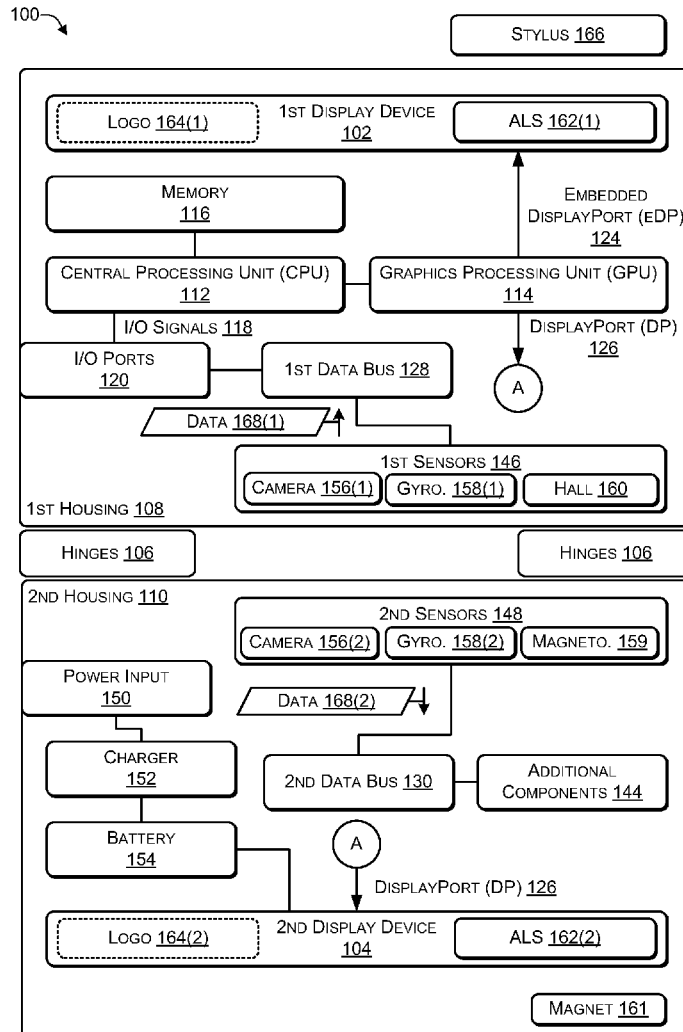 100
STYLUS 166
LOGO 164(1)
1ST DISPLAY DEVICE
102
ALS 162(1)
MEMORY
116
EMBEDDED
DISPLAYPORT (EDP)
124
CENTRAL PROCESSING UNIT (CPU)
112
GRAPHICS PROCESSING UNIT (GPU)
114
I/O SIGNALS 118
DISPLAYPORT (DP)
126
I/O PORTS
120
1ST DATA BUS 128
A
DATA 168(1)
1ST SENSORS 146
CAMERA 156(1)
GYRO. 158(1)
HALL 160
1ST HOUSING 108
HINGES 106
HINGES 106
2ND HOUSING 110
2ND SENSORS 148
CAMERA 156(2)
GYRO. 158(2)
MAGNETO. 159
POWER INPUT
150
DATA 168(2)
CHARGER
152
2ND DATA BUS 130
ADDITIONAL
COMPONENTS 144
BATTERY
154
A
DISPLAYPORT (DP) 126
LOGO 164(2)
2ND DISPLAY DEVICE
104
ALS 162(2)
MAGNET 161